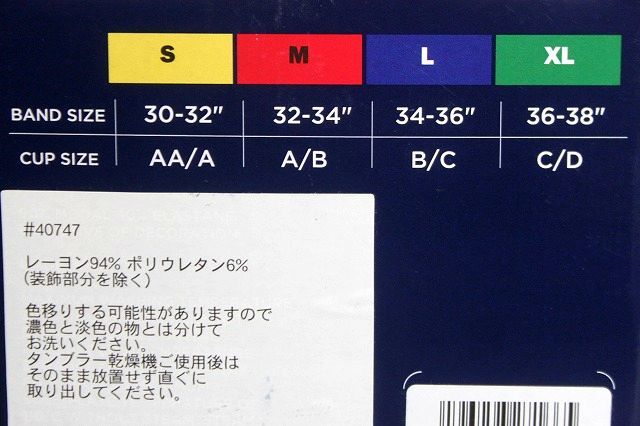 S M L XL
BAND SIZE 30-32" 32-34" 34-36" 36-38"
CUP SIZE AA/A A/B B/C C/D
#40747
レーヨン94% ポリウレタン6%
(装飾部分を除く)
色移りする可能性がありますので
濃色と淡色の物とは分けて
お洗いください。
タンブラー乾燥機ご使用後は
そのまま放置せず直ぐに
取り出してください。